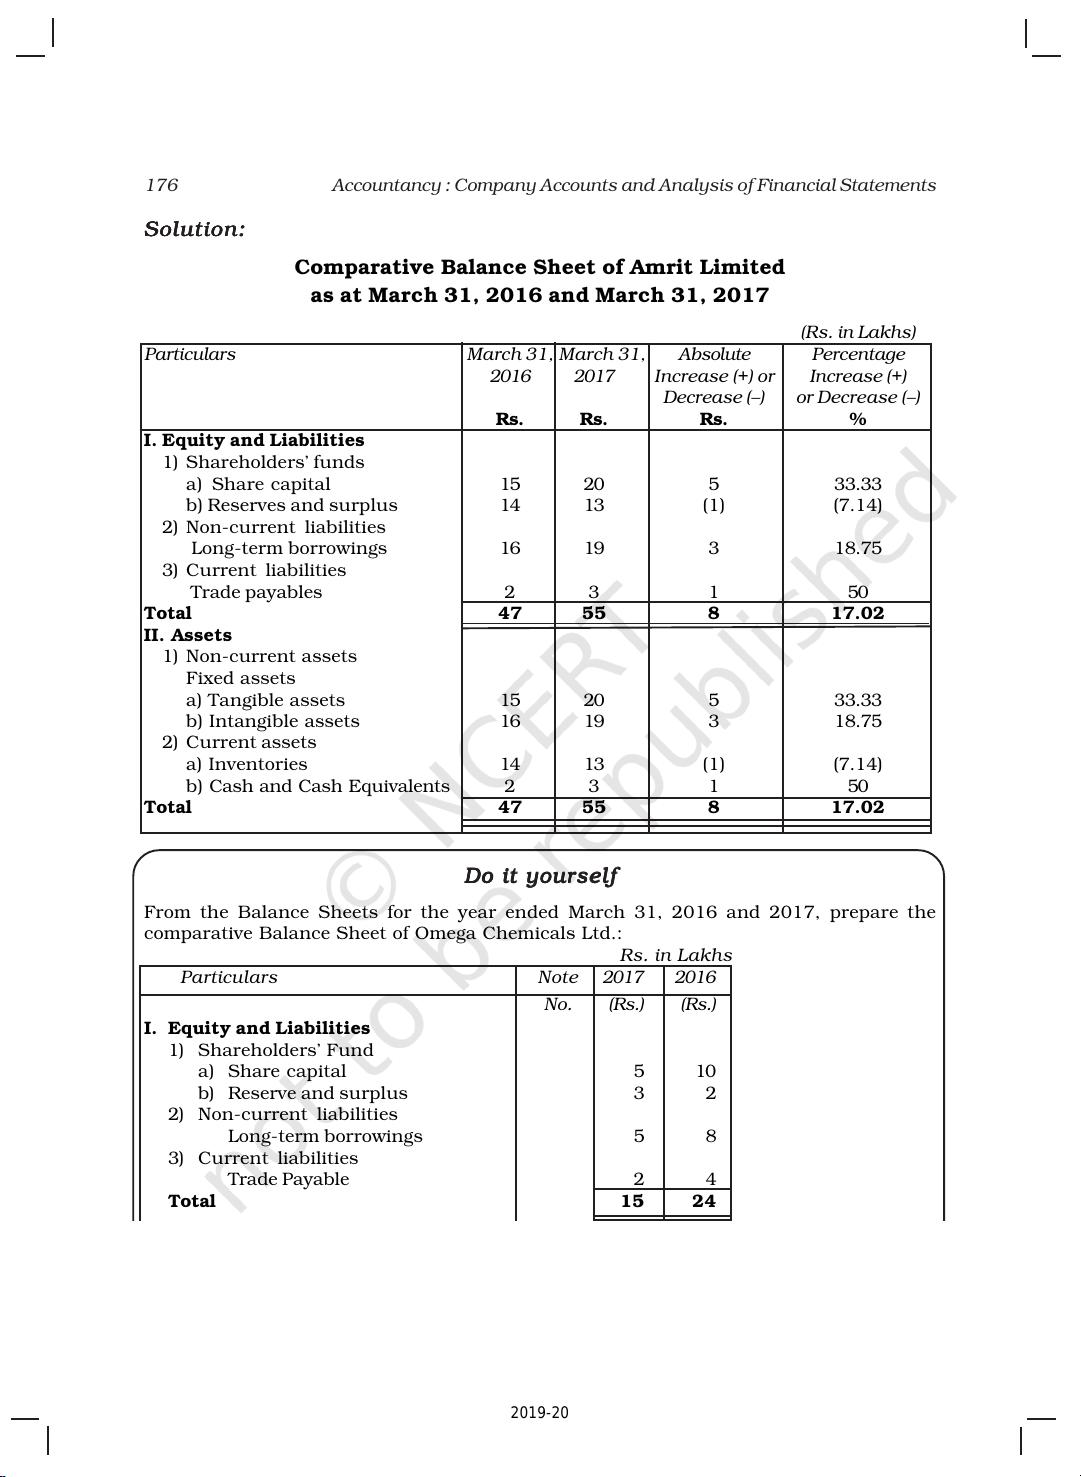 176 Accountancy : Company Accounts and Analysis of Financial Statements
Solution:
Comparative Balance Sheet of Amrit Limited
as at March 31, 2016 and March 31, 2017
(Rs. in Lakhs)
Particulars March 31, March 31, Absolute Percentage
2016 2017 Increase (+) or Increase (+)
Decrease (–) or Decrease (–)
Rs. Rs. Rs. %
I. Equity and Liabilities
1) Shareholders' funds
a) Share capital 15 20 5 33.33
b) Reserves and surplus 14 13 (1) (7.14)
2) Non-current liabilities
Long-term borrowings 16 19 3 18.75
3) Current liabilities
Trade payables 2 3 1 50
Total 47 55 8 17.02
II. Assets
1) Non-current assets
Fixed assets
a) Tangible assets 15 20 5 33.33
b) Intangible assets 16 19 3 18.75
2) Current assets
a) Inventories 14 13 (1) (7.14)
b) Cash and Cash Equivalents 2 3 1 50
Total 47 55 8 17.02
Do it yourself
From the Balance Sheets for the year ended March 31, 2016 and 2017, prepare the
comparative Balance Sheet of Omega Chemicals Ltd.:
Rs. in Lakhs
Particulars Note 2017 2016
No. (Rs.) (Rs.)
I. Equity and Liabilities
1) Shareholders' Fund
a) Share capital 5 10
b) Reserve and surplus 3 2
2) Non-current liabilities
Long-term borrowings 5 8
3) Current liabilities
Trade Payable 2 4
Total 15 24
© NCERT
not to be republished
2019-20